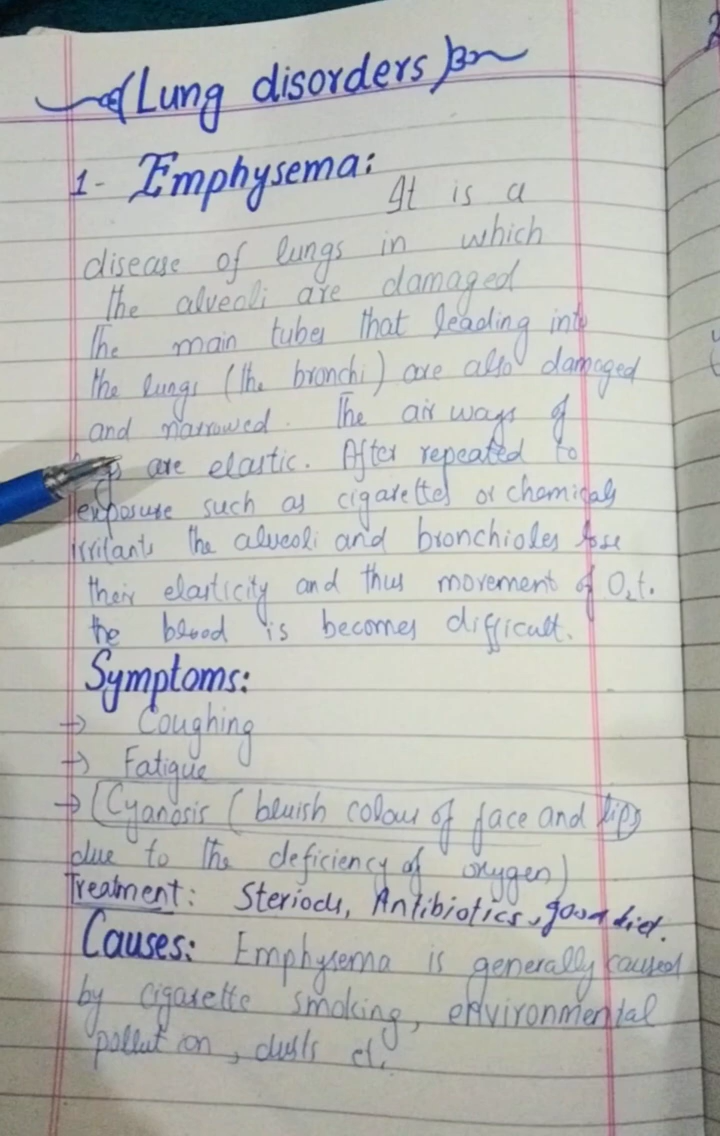 Lung disorders
1- Emphysema:
It is a
disease of lungs in which
the alveoli are damaged
The main tubes that leading into
the lungs (the bronchi) are also damaged
and narrowed. The air ways of
are elastic. After repeated to
exposure such as cigarettes or chemicals
irritants the alveoli and bronchioles lose
their elasticity and thus movement of O₂ t.
the blood is becomes difficult.
Symptoms:
→ Coughing
→ Fatigue
→ Cyanosis (bluish colour of face and lips
due to the deficiency of oxygen)
Treatment: Steriods, Antibiotics, good diet.
Causes: Emphysema is generally caused
by cigarette smoking, environmental
pollution, dusts et.